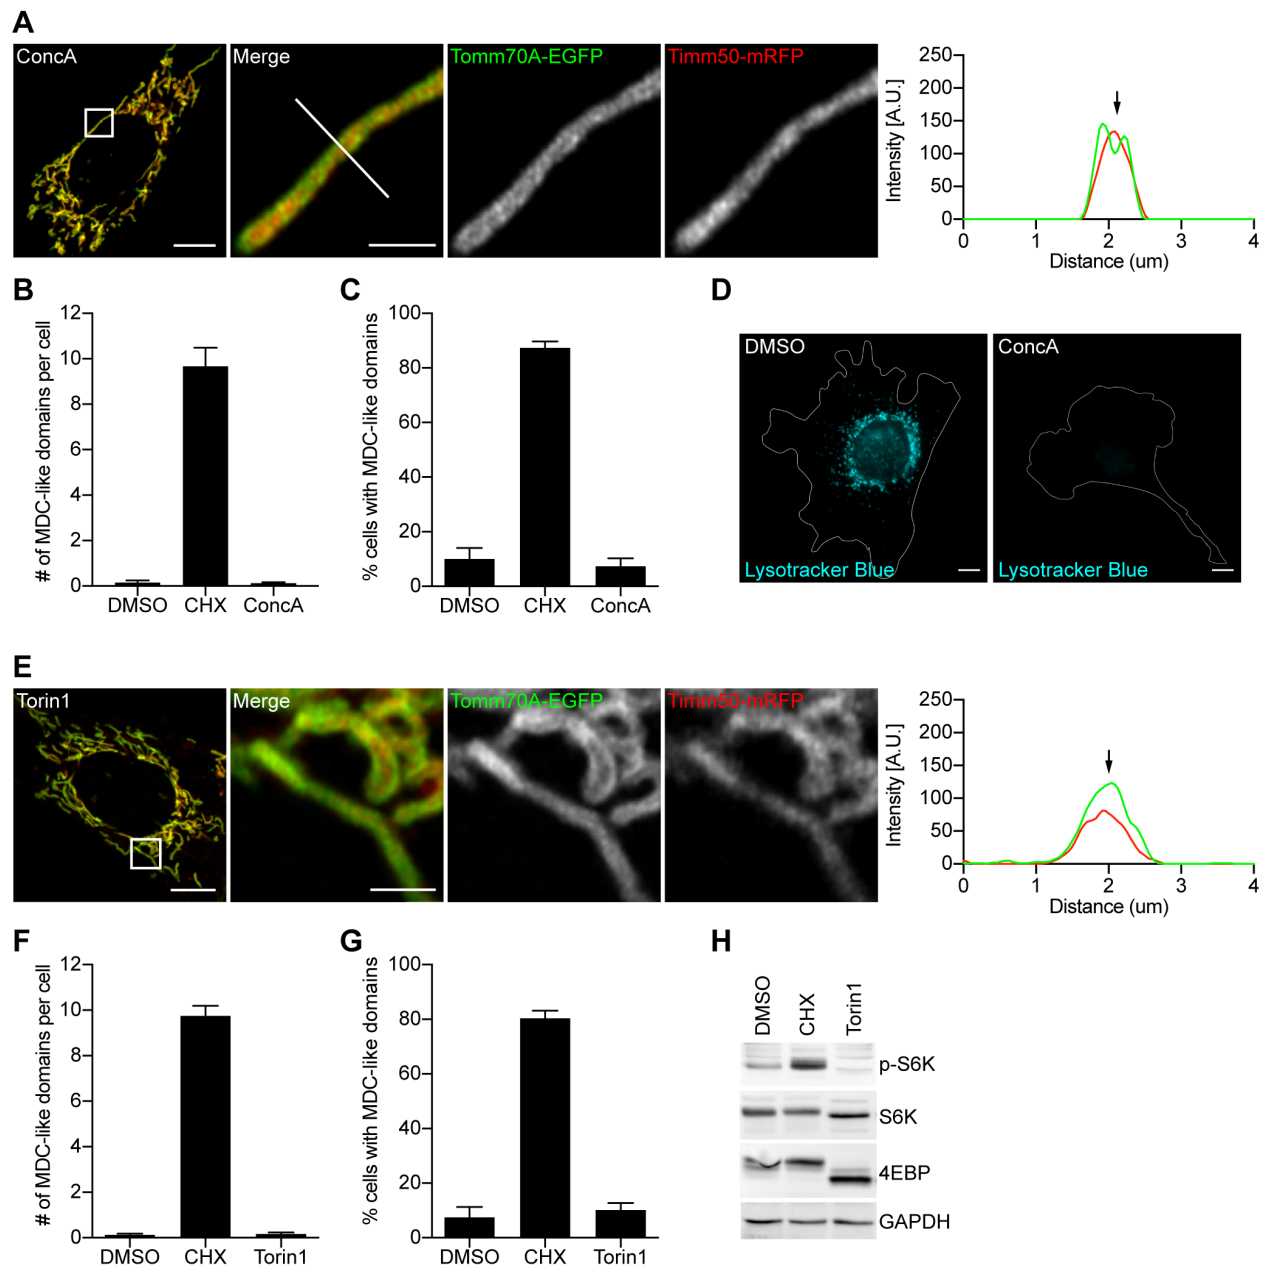 A
ConcA
Merge
Tomm70A-EGFP
Timm50-mRFP
Intensity [A.U.]
250
200
150
100
50
0
0 1 2 3 4
Distance (um)
B
# of MDC-like domains per cell
12
10
8
6
4
2
0
DMSO CHX ConcA
C
% cells with MDC-like domains
100
80
60
40
20
0
DMSO CHX ConcA
D
DMSO
Lysotracker Blue
ConcA
Lysotracker Blue
E
Torin1
Merge
Tomm70A-EGFP
Timm50-mRFP
Intensity [A.U.]
250
200
150
100
50
0
0 1 2 3 4
Distance (um)
F
# of MDC-like domains per cell
12
10
8
6
4
2
0
DMSO CHX Torin1
G
% cells with MDC-like domains
100
80
60
40
20
0
DMSO CHX Torin1
H
DMSO CHX Torin1
p-S6K
S6K
4EBP
GAPDH